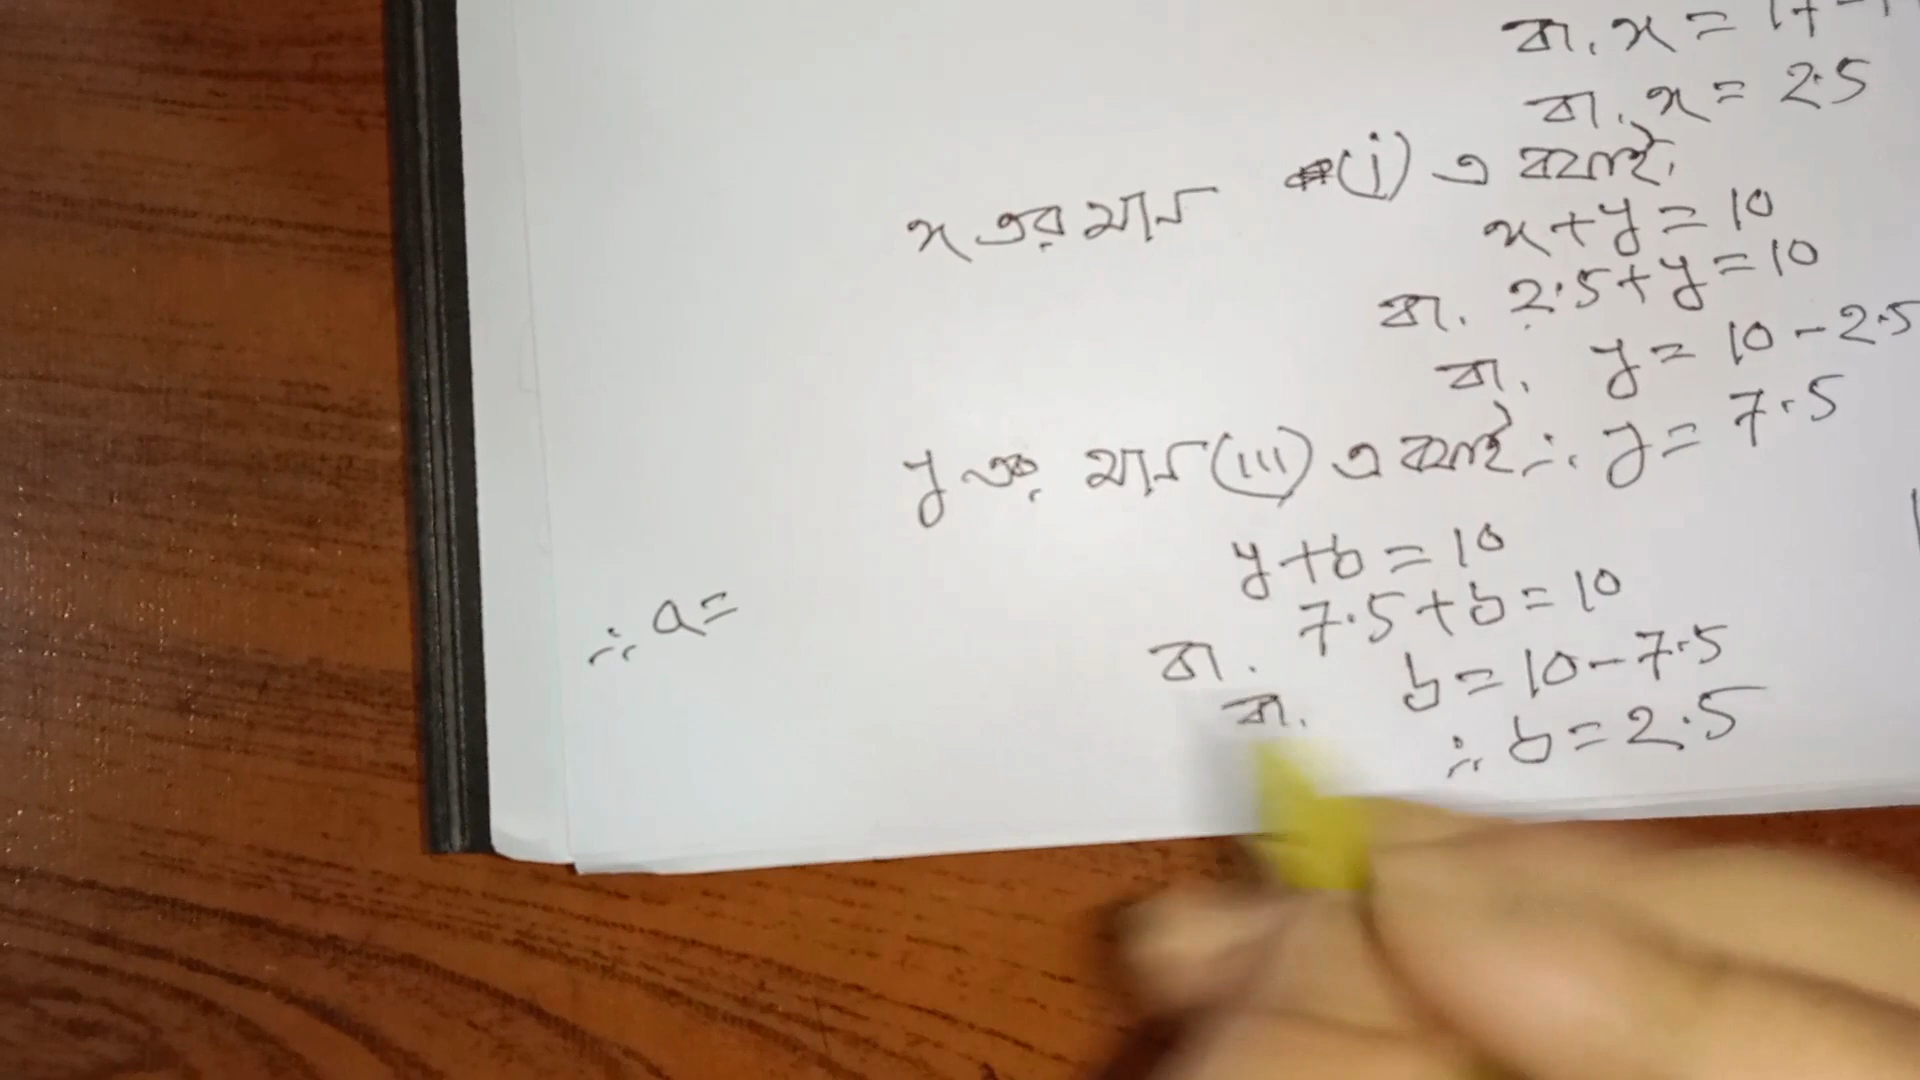 বা, x = 17 -
বা, x = 2.5
x এর মান (i) এ বসাই,
x + y = 10
বা, 2.5 + y = 10
বা, y = 10 - 2.5
∴ y = 7.5
y এর মান (iii) এ বসাই
y + b = 10
বা, 7.5 + b = 10
বা, b = 10 - 7.5
∴ b = 2.5
∴ a =